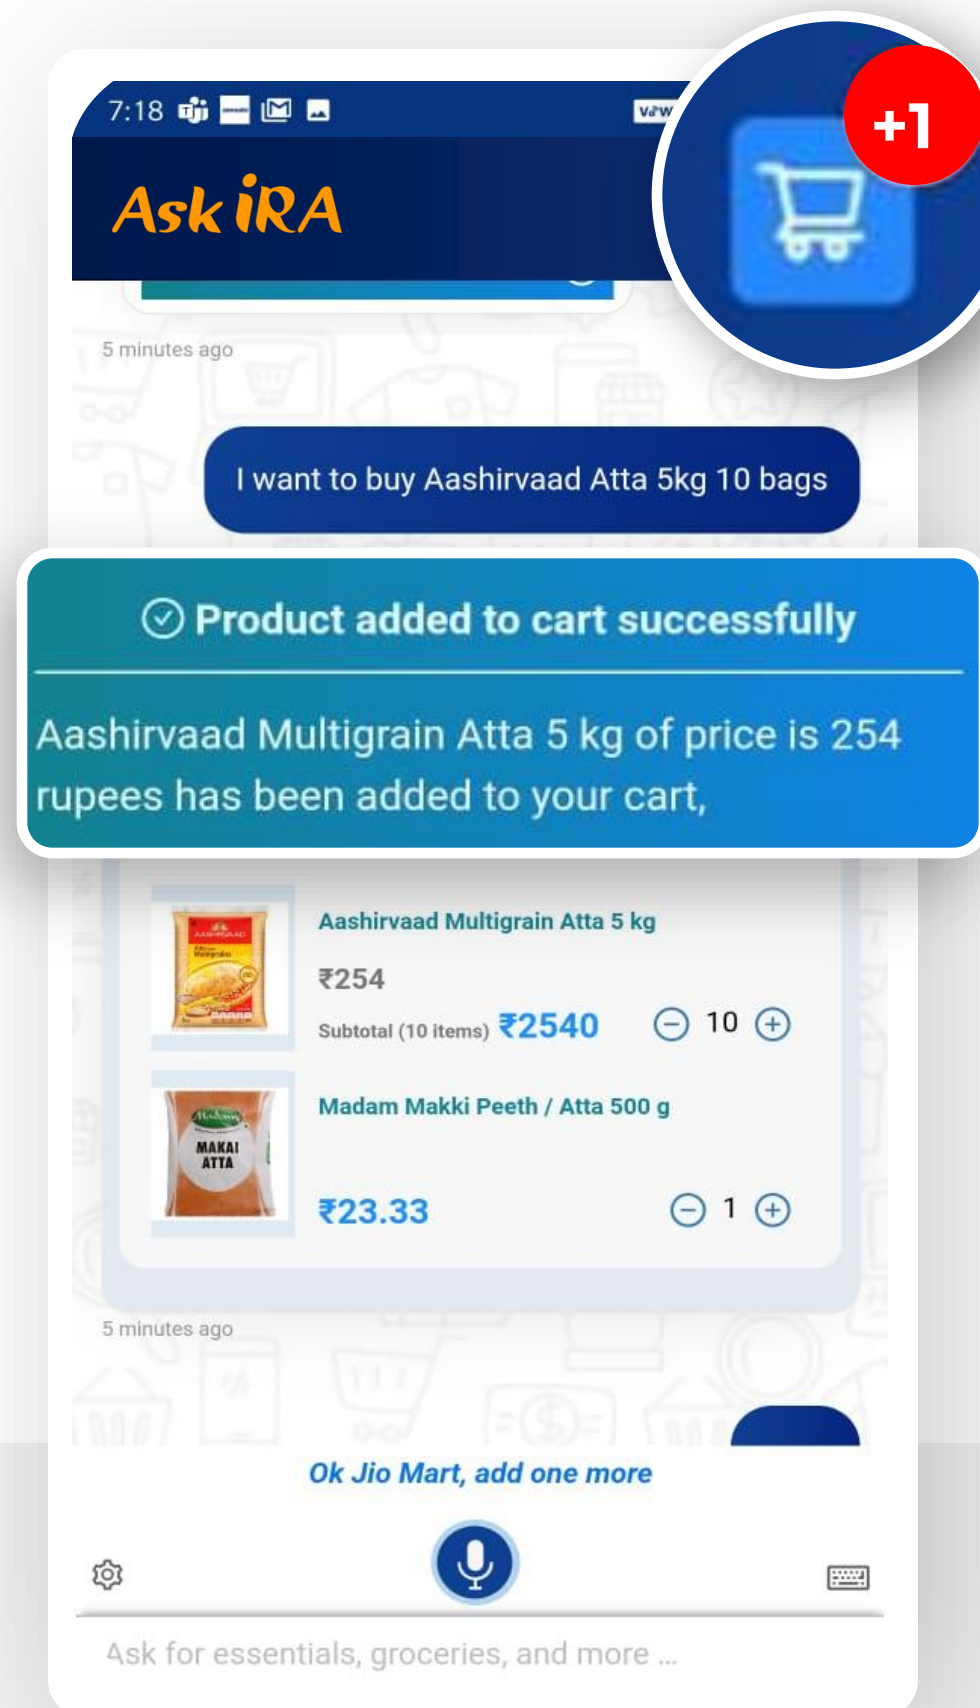 7:18
+1
Ask iRA
5 minutes ago
I want to buy Aashirvaad Atta 5kg 10 bags
Product added to cart successfully
Aashirvaad Multigrain Atta 5 kg of price is 254
rupees has been added to your cart,
Aashirvaad Multigrain Atta 5 kg
₹254
Subtotal (10 items) ₹2540
10
Madam Makki Peeth / Atta 500 g
MAKAI
ATTA
₹23.33
1
5 minutes ago
Ok Jio Mart, add one more
Ask for essentials, groceries, and more ...